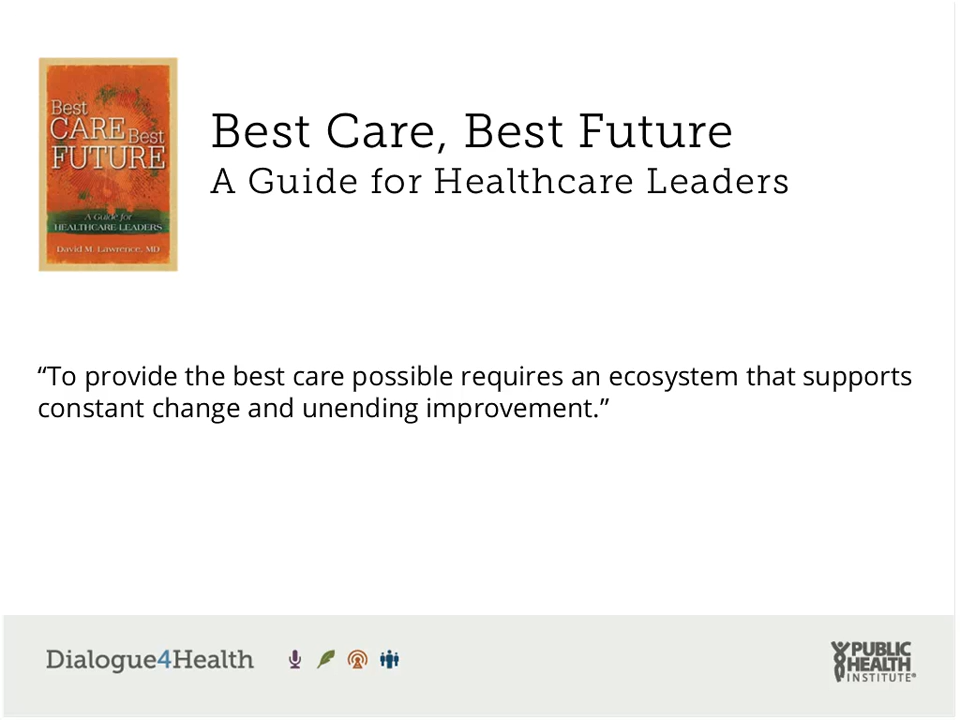 Best
CARE Best
FUTURE
A Guide for
HEALTHCARE LEADERS
David M. Lawrence, MD
Best Care, Best Future
A Guide for Healthcare Leaders
“To provide the best care possible requires an ecosystem that supports
constant change and unending improvement.”
Dialogue4Health
PUBLIC
HEALTH
INSTITUTE®